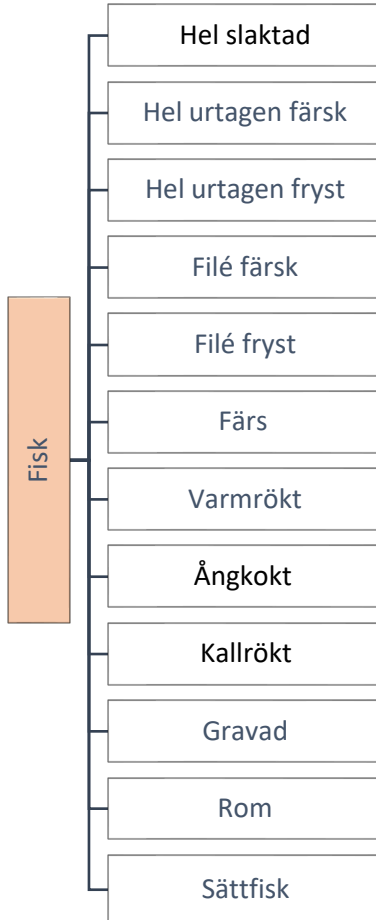 Fisk
Hel slaktad
Hel urtagen färsk
Hel urtagen fryst
Filé färsk
Filé fryst
Färs
Varmrökt
Ångkokt
Kallrökt
Gravad
Rom
Sättfisk